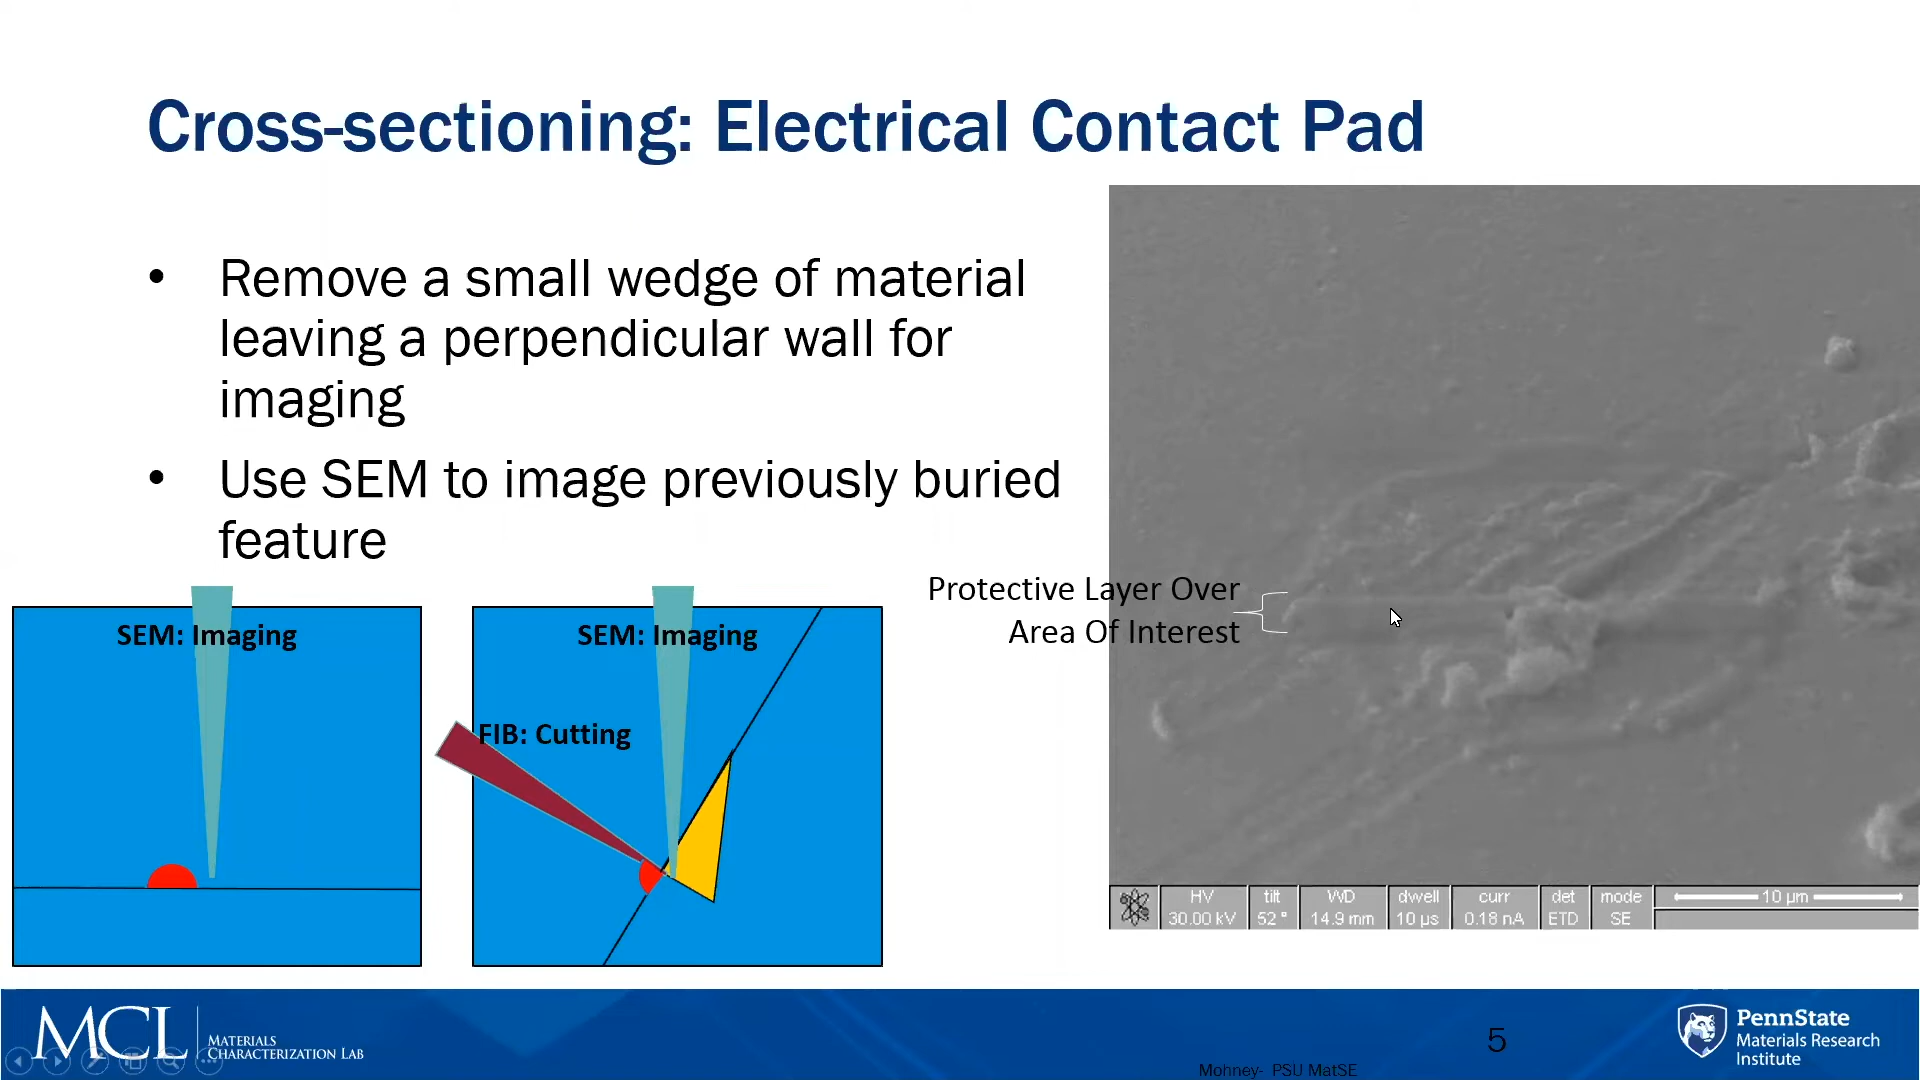 Cross-sectioning: Electrical Contact Pad
• Remove a small wedge of material
leaving a perpendicular wall for
imaging
• Use SEM to image previously buried
feature
SEM: Imaging
SEM: Imaging
FIB: Cutting
Protective Layer Over
Area Of Interest
HV tilt WD dwell curr det mode 10 µm
30.00 kV 52 ° 14.9 mm 10 µs 0.18 nA ETD SE
MCL
MATERIALS
CHARACTERIZATION LAB
Mohney- PSU MatSE
5
PennState
Materials Research
Institute